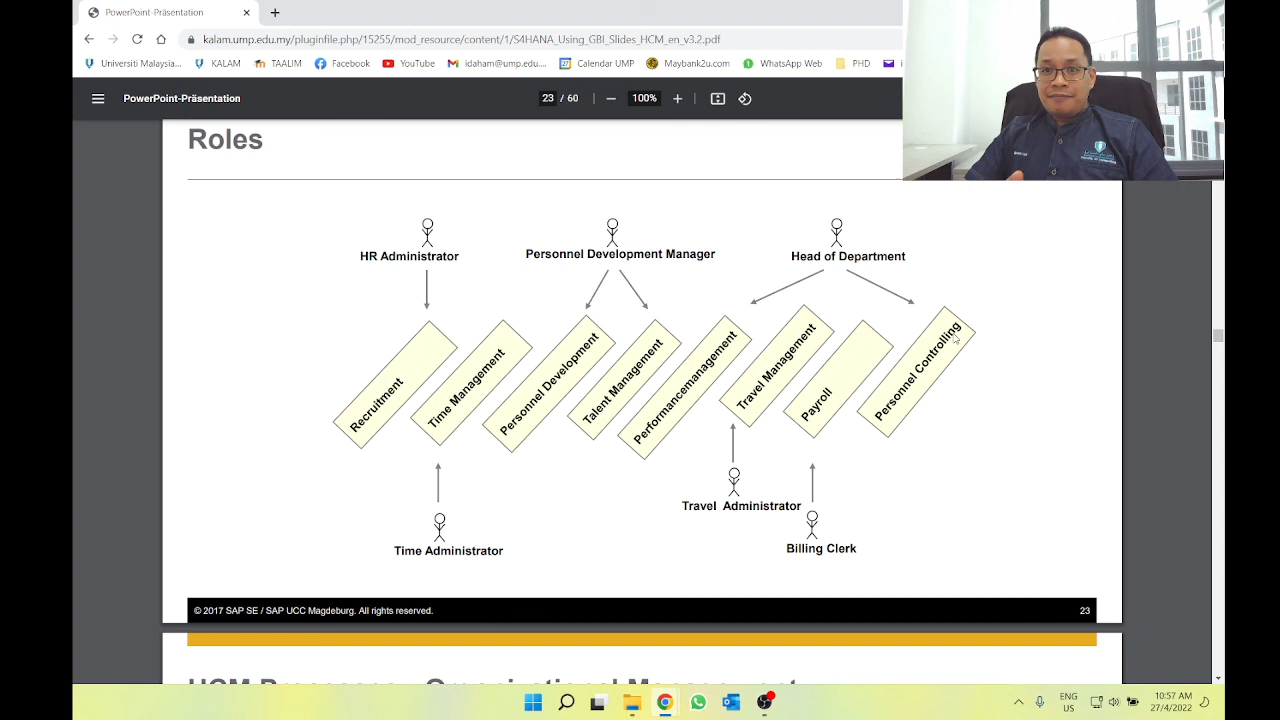 PowerPoint-Präsentation
kalam.ump.edu.my/pluginfile.php/15255/mod_resource/content/1/S4HANA_Using_GBI_Slides_HCM_en_v3.2.pdf
Universiti Malaysia...
KALAM
TAALIM
Facebook
YouTube
Calendar UMP
Maybank2u.com
WhatsApp Web
PHD
PowerPoint-Präsentation
23 / 60
100%
Roles
HR Administrator
Personnel Development Manager
Head of Department
Recruitment
Time Management
Personnel Development
Talent Management
Performancemanagement
Travel Management
Payroll
Personnel Controlling
Travel Administrator
Time Administrator
Billing Clerk
© 2017 SAP SE / SAP UCC Magdeburg. All rights reserved.
23
HCM Processes - Organizational Management
ENG
US
10:57 AM
27/4/2022